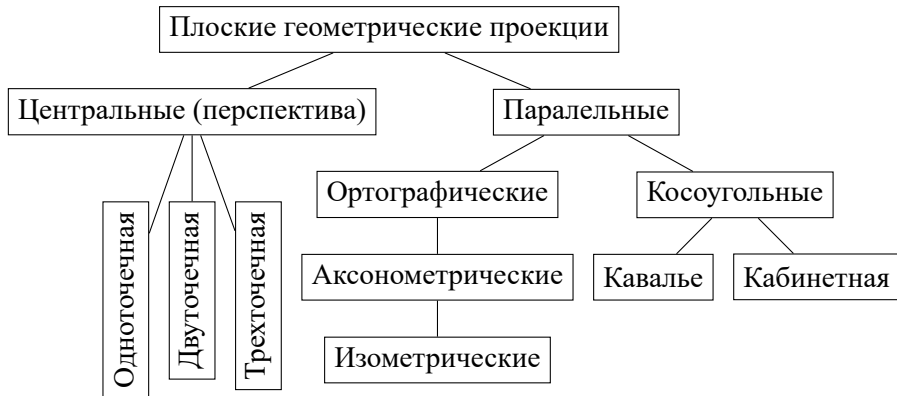 Плоские геометрические проекции
Центральные (перспектива)
Паралельные
Ортографические
Косоугольные
Одноточечная
Двуточечная
Трехточечная
Аксонометрические
Кавалье
Кабинетная
Изометрические